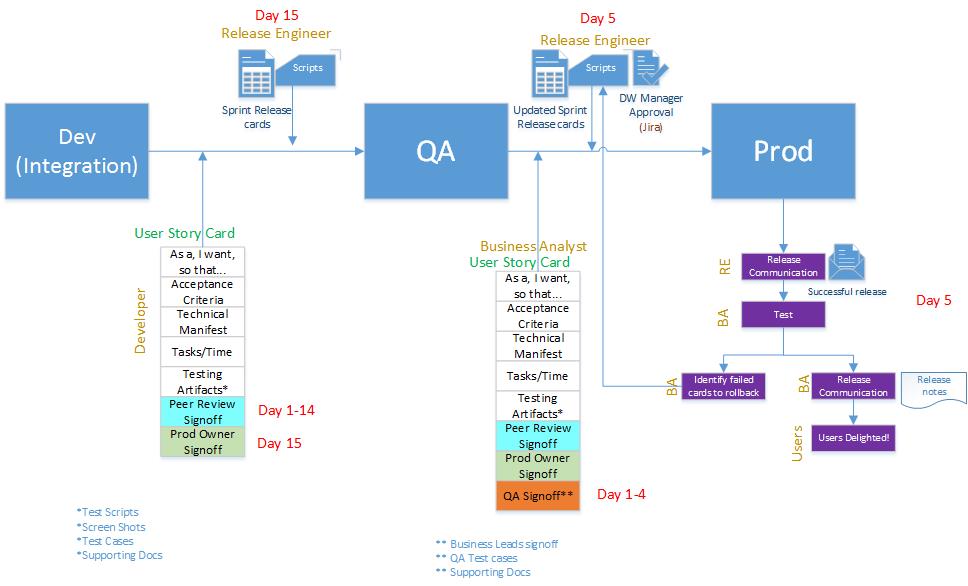 Day 15
Release Engineer
Scripts
Sprint Release
cards
Day 5
Release Engineer
Scripts
Updated Sprint
Release cards
DW Manager
Approval
(Jira)
Dev
(Integration)
QA
Prod
User Story Card
Developer
As a, I want,
so that...
Acceptance
Criteria
Technical
Manifest
Tasks/Time
Testing
Artifacts*
Peer Review
Signoff
Day 1-14
Prod Owner
Signoff
Day 15
*Test Scripts
*Screen Shots
*Test Cases
*Supporting Docs
Business Analyst
User Story Card
As a, I want,
so that...
Acceptance
Criteria
Technical
Manifest
Tasks/Time
Testing
Artifacts*
Peer Review
Signoff
Prod Owner
Signoff
QA Signoff**
Day 1-4
** Business Leads signoff
** QA Test cases
** Supporting Docs
RE
Release
Communication
Successful release
Day 5
BA
Test
BA
Identify failed
cards to rollback
BA
Release
Communication
Release
notes
Users
Users Delighted!